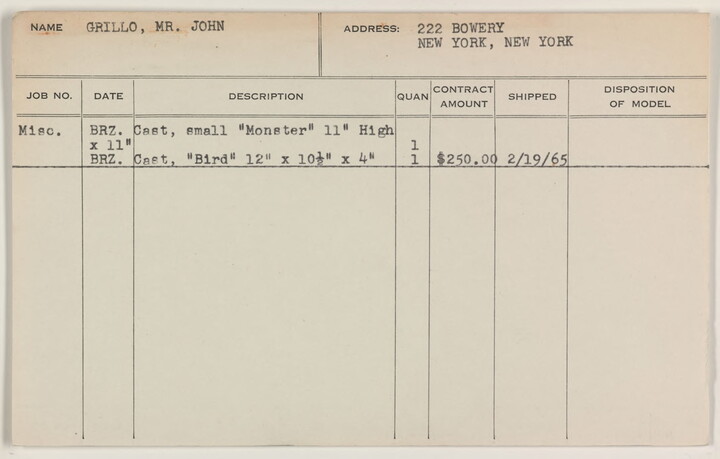 NAME GRILLO, MR. JOHN ADDRESS: 222 BOWERY
NEW YORK, NEW YORK
JOB NO. DATE DESCRIPTION QUAN CONTRACT AMOUNT SHIPPED DISPOSITION OF MODEL
Misc. BRZ. Cast, small "Monster" 11" High
x 11" 1
BRZ. Cast, "Bird" 12" x 10½" x 4" 1 $250.00 2/19/65